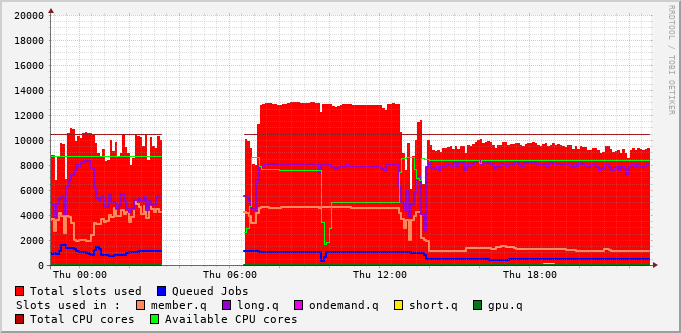 RRDTOOL / TOBI OETIKER
20000
18000
16000
14000
12000
10000
8000
6000
4000
2000
0
Thu 00:00 Thu 06:00 Thu 12:00 Thu 18:00
Total slots used Queued Jobs
Slots used in : member.q long.q ondemand.q short.q gpu.q
Total CPU cores Available CPU cores